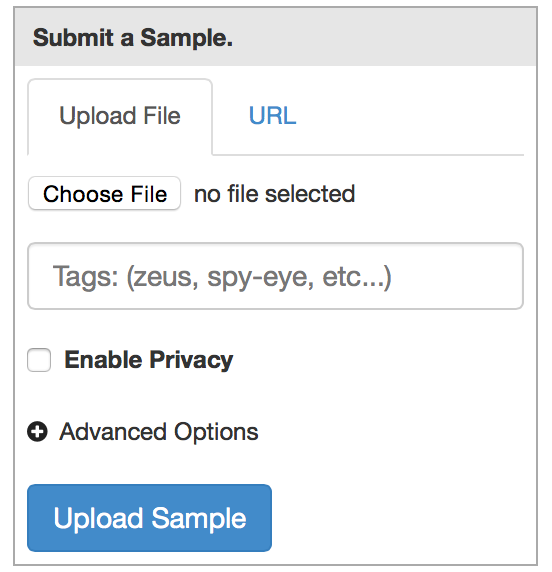 Submit a Sample.
Upload File URL
Choose File no file selected
Tags: (zeus, spy-eye, etc...)
Enable Privacy
Advanced Options
Upload Sample